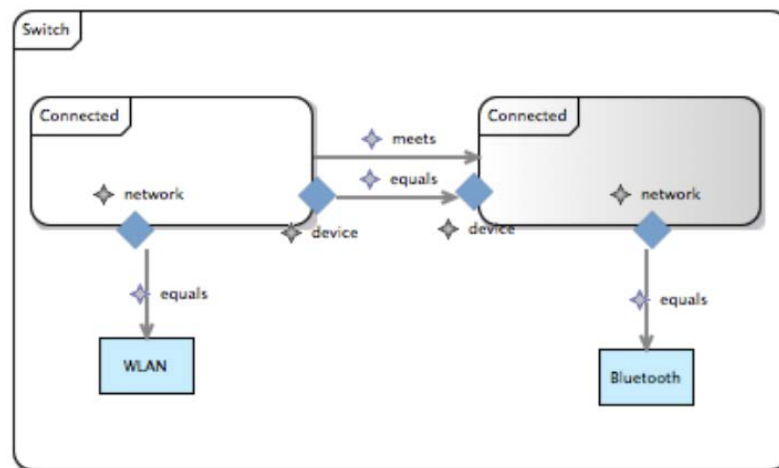 Switch
Connected
Connected
meets
equals
network
network
device
device
equals
equals
WLAN
Bluetooth